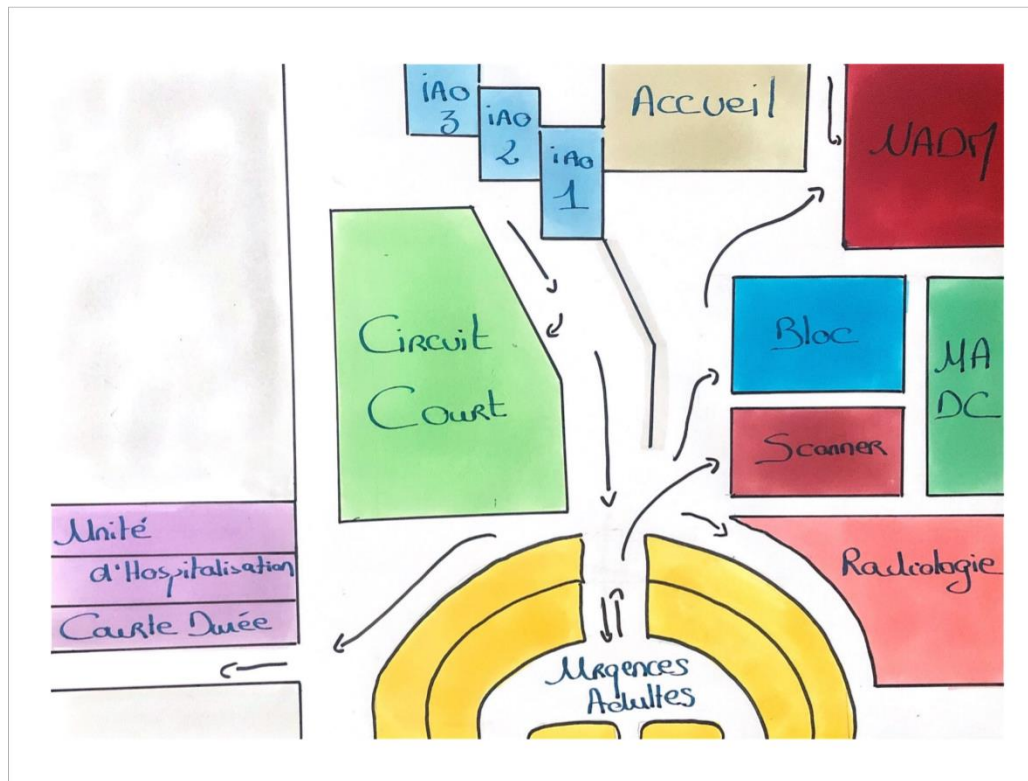 iAO
3
iAO
2
iAO
1
Accueil
Circuit
Court
Bloc
MA
DC
Scanner
Unité
d'Hospitalisation
Courte Durée
Radiologie
Urgences
Adultes